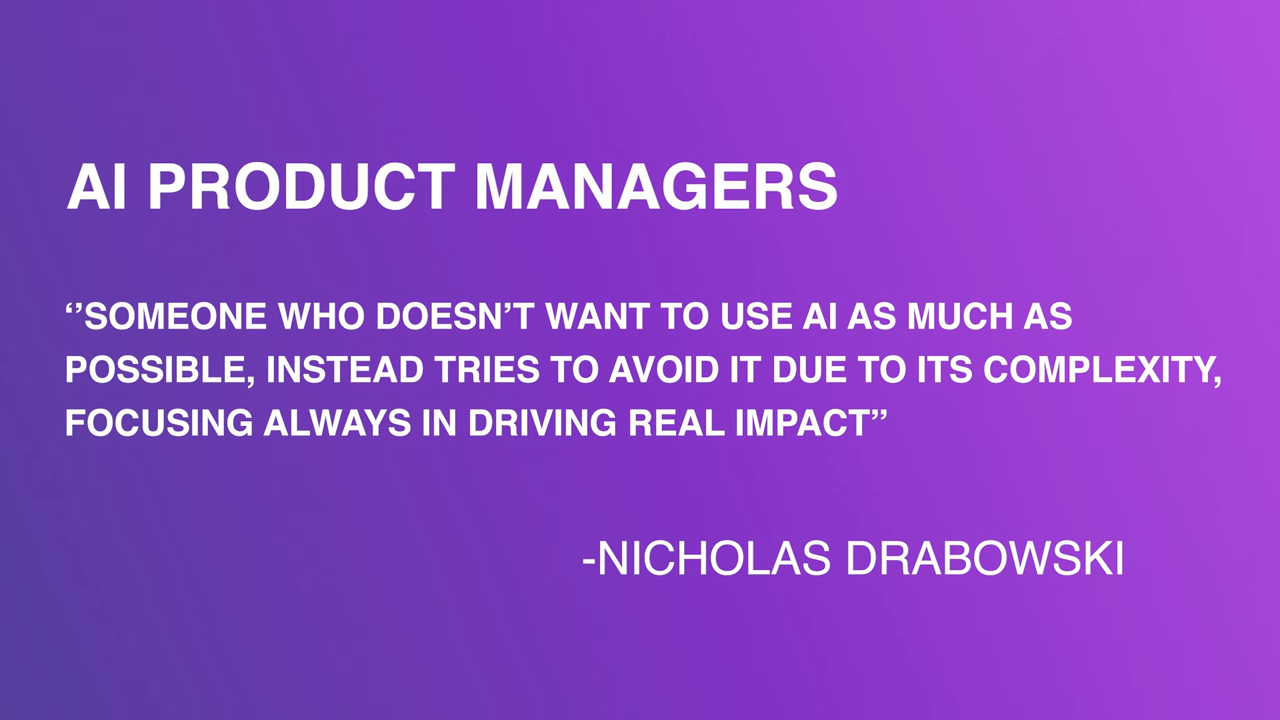 AI PRODUCT MANAGERS
‘’SOMEONE WHO DOESN’T WANT TO USE AI AS MUCH AS
POSSIBLE, INSTEAD TRIES TO AVOID IT DUE TO ITS COMPLEXITY,
FOCUSING ALWAYS IN DRIVING REAL IMPACT”
-NICHOLAS DRABOWSKI